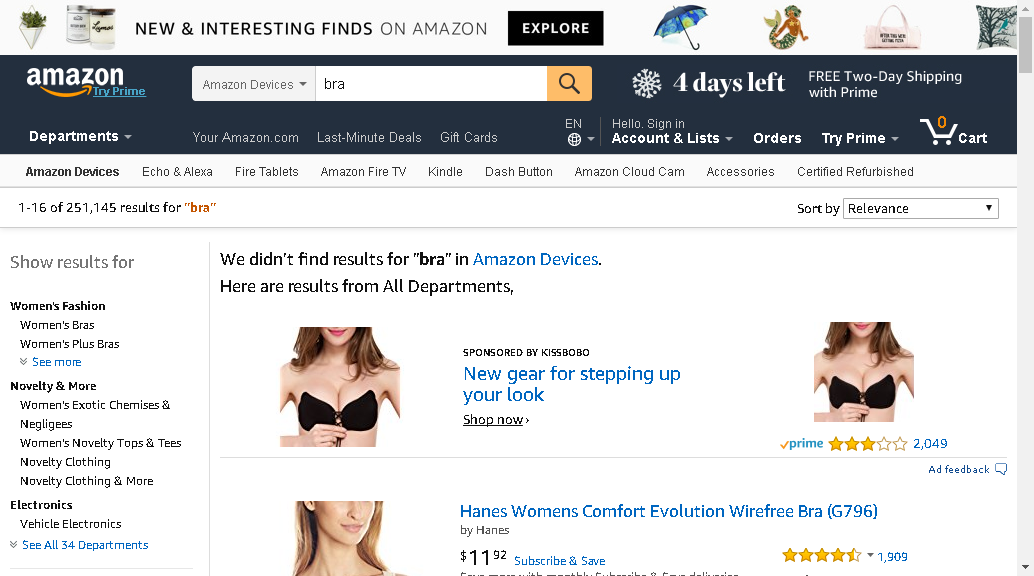 NEW & INTERESTING FINDS ON AMAZON EXPLORE
amazon
Try Prime
Amazon Devices
bra
4 days left
FREE Two-Day Shipping
with Prime
Departments
Your Amazon.com Last-Minute Deals Gift Cards
EN
Hello. Sign in
Account & Lists
Orders
Try Prime
0
Cart
Amazon Devices Echo & Alexa Fire Tablets Amazon Fire TV Kindle Dash Button Amazon Cloud Cam Accessories Certified Refurbished
1-16 of 251,145 results for "bra"
Sort by Relevance
Show results for
Women's Fashion
Women's Bras
Women's Plus Bras
See more
Novelty & More
Women's Exotic Chemises &
Negligees
Women's Novelty Tops & Tees
Novelty Clothing
Novelty Clothing & More
Electronics
Vehicle Electronics
See All 34 Departments
We didn't find results for "bra" in Amazon Devices.
Here are results from All Departments,
SPONSORED BY KISSBOBO
New gear for stepping up
your look
Shop now ›
prime 2,049
Ad feedback
Hanes Womens Comfort Evolution Wirefree Bra (G796)
by Hanes
$11 92 Subscribe & Save
1,909
Save more with monthly Subscribe & Save deliveries